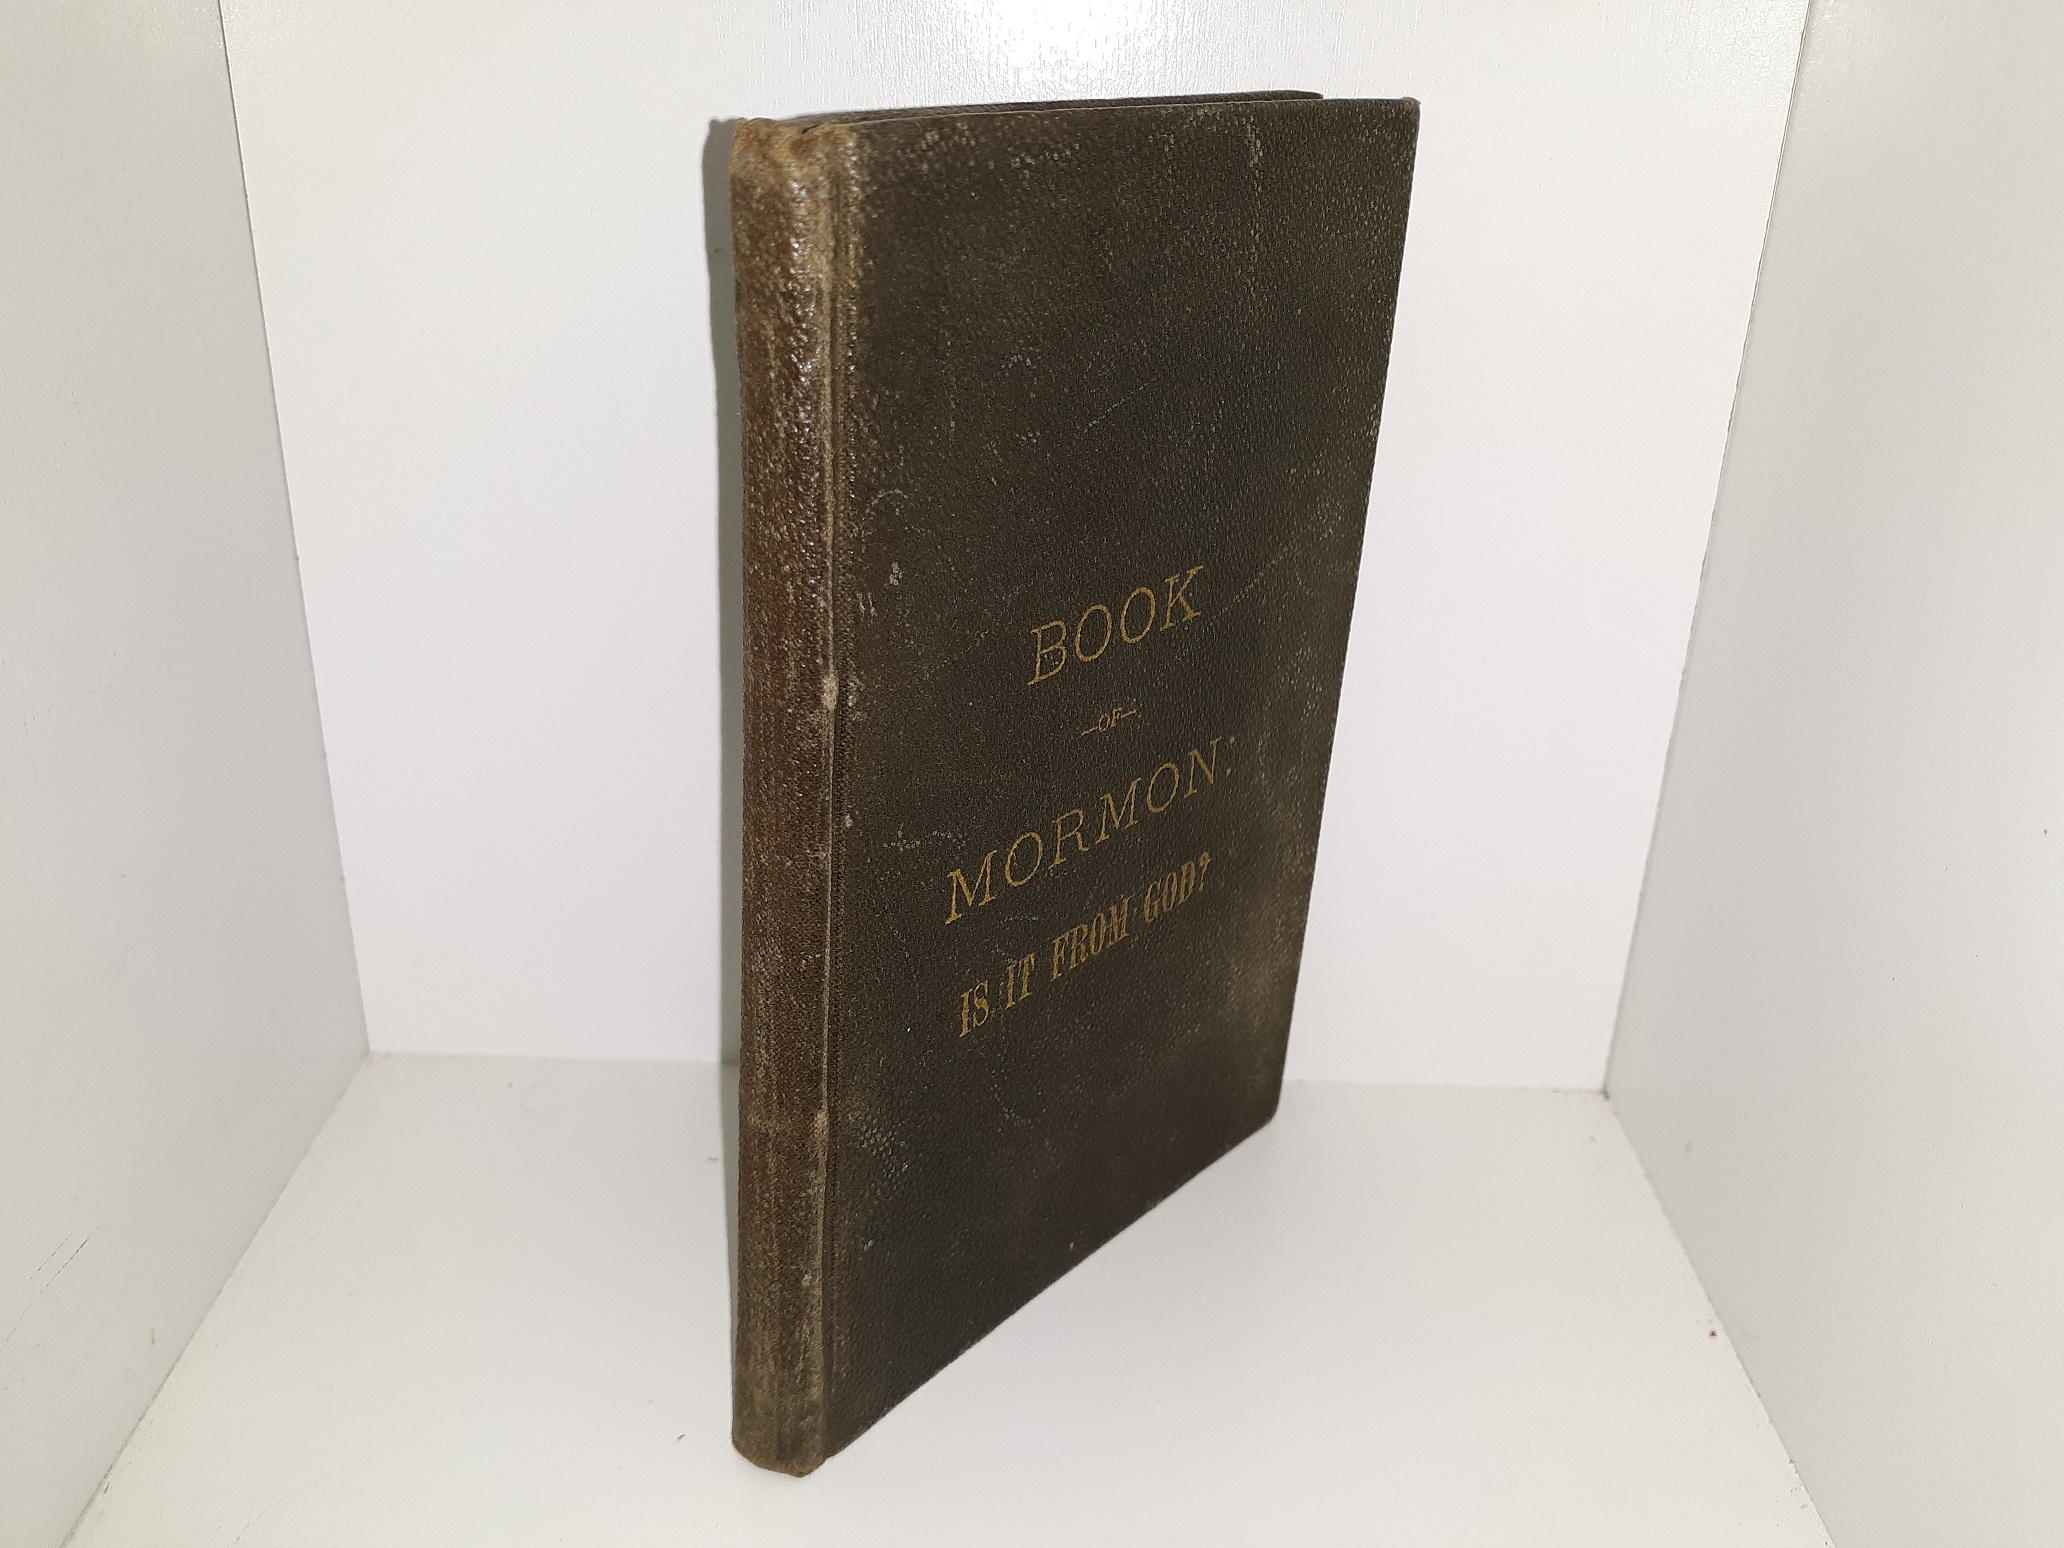 BOOK
—OF—
MORMON:
IS IT FROM GOD?